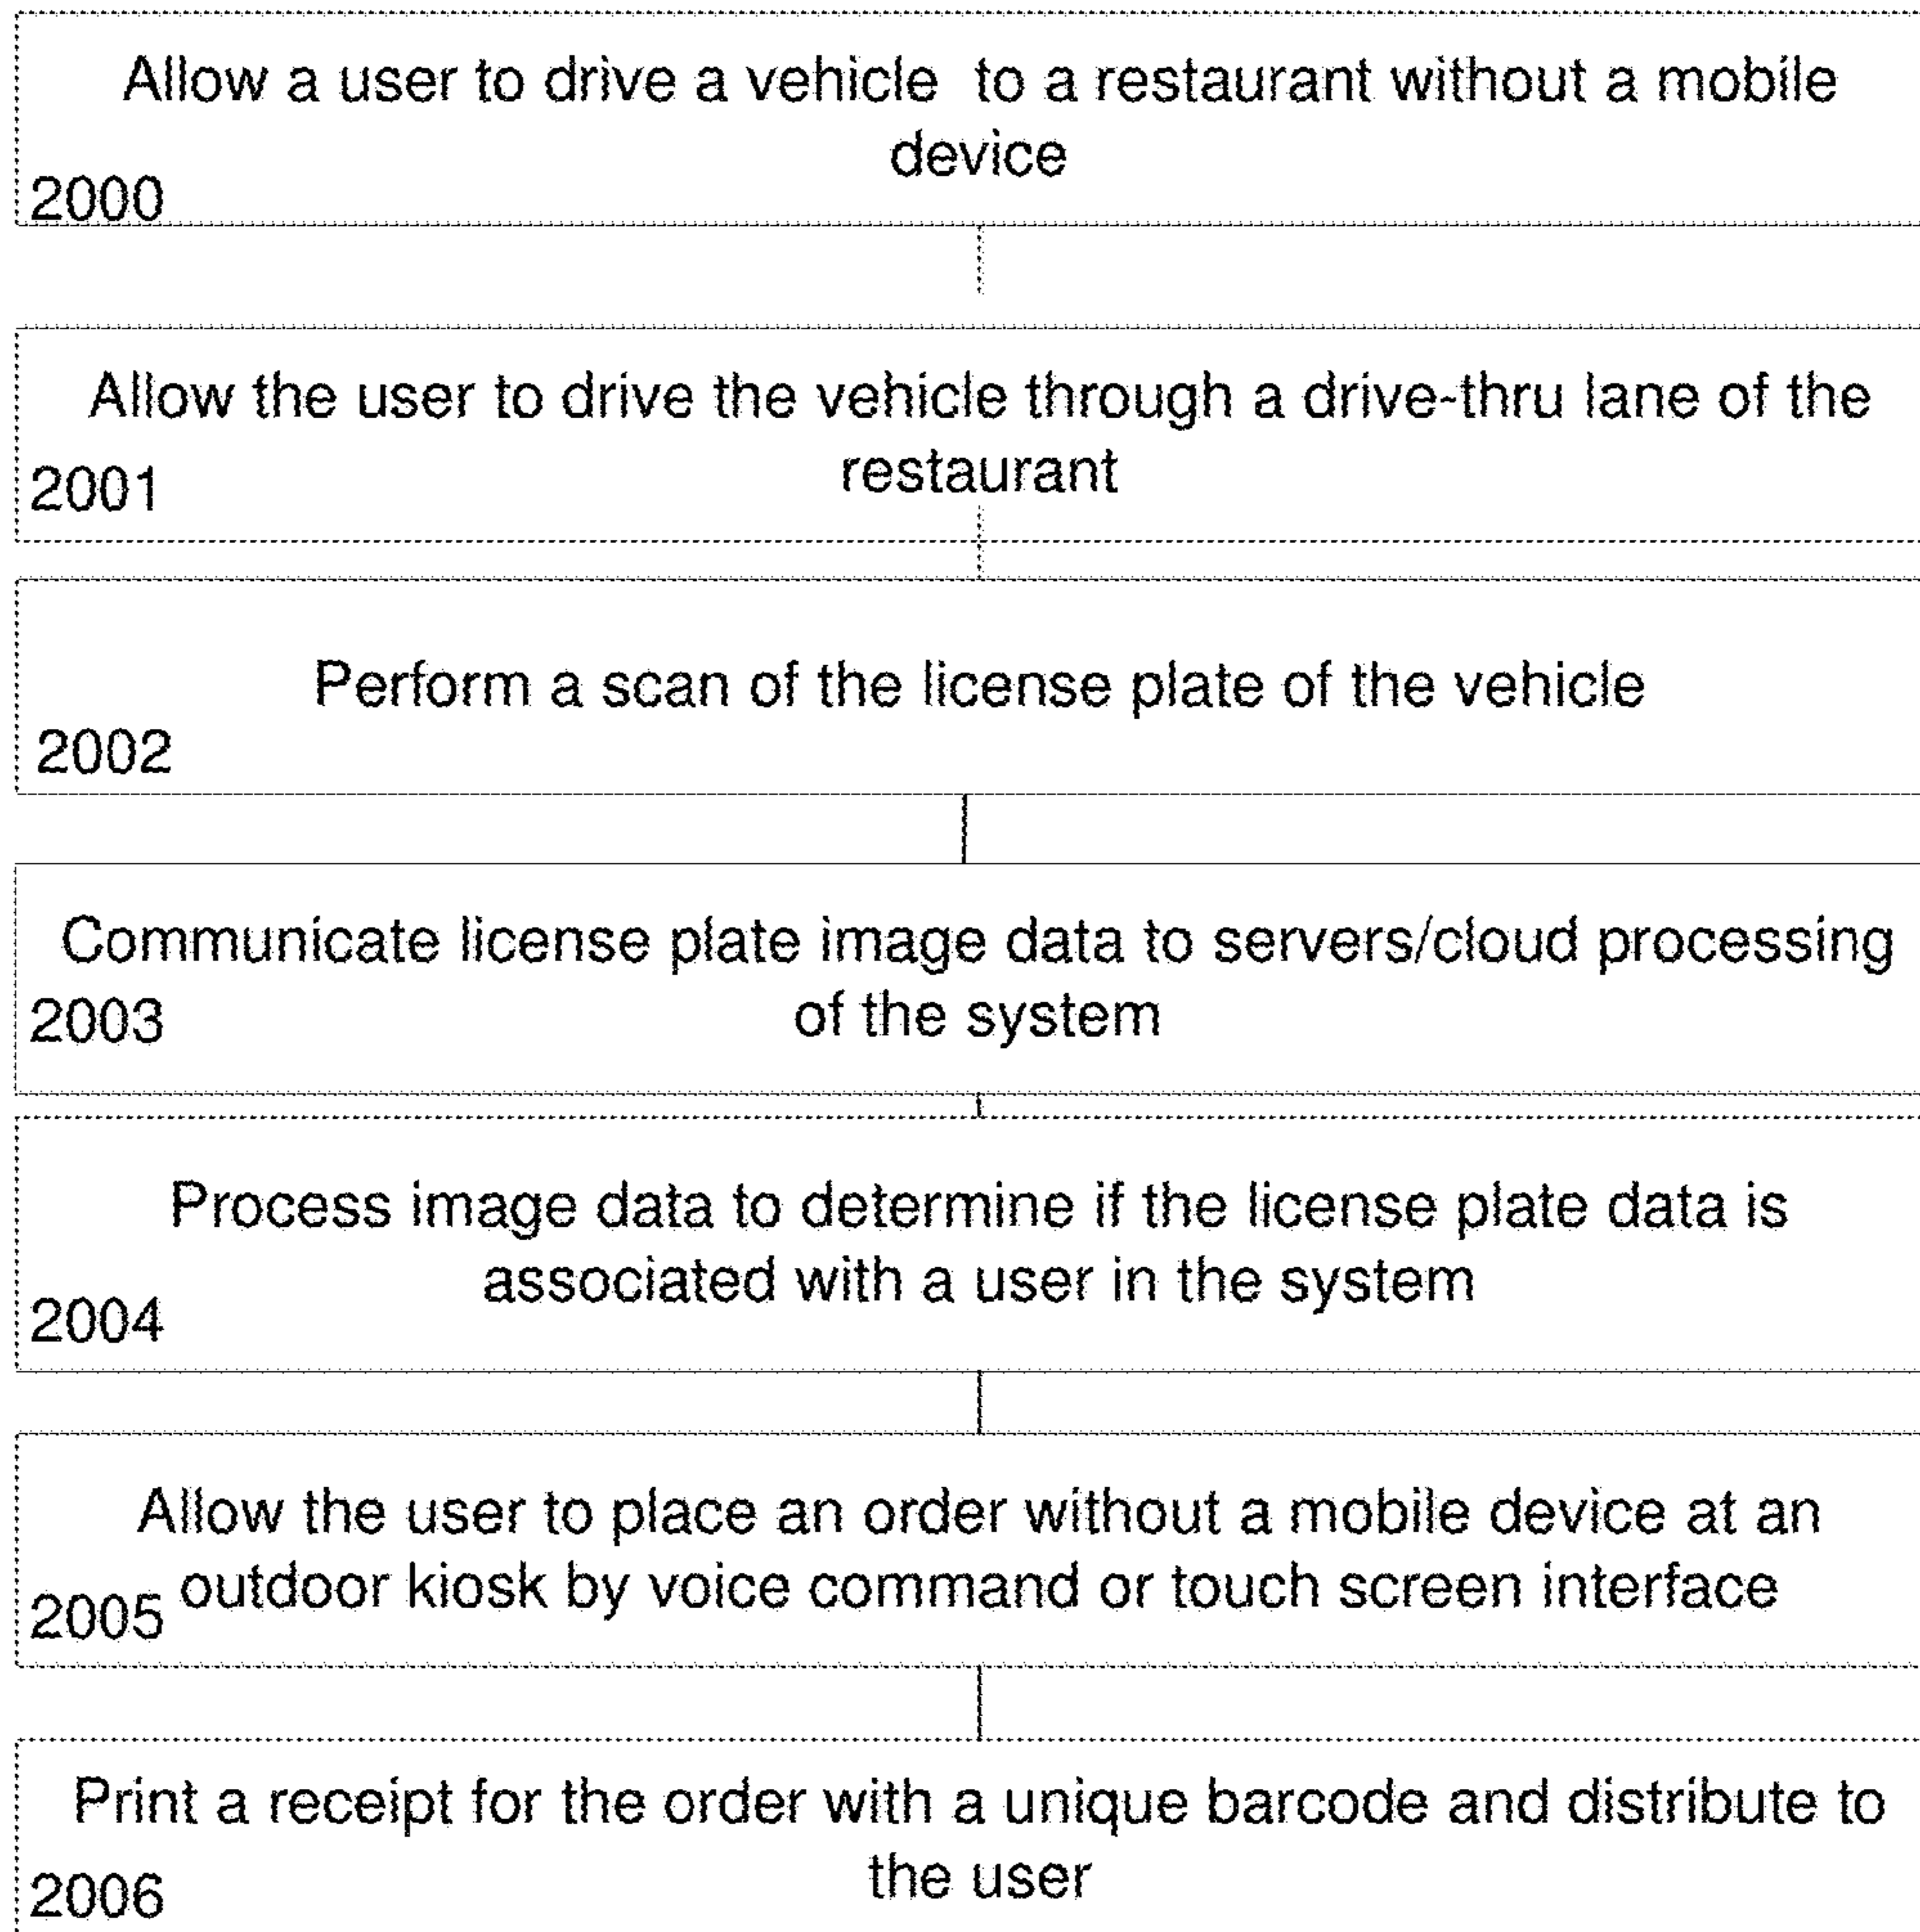 Allow a user to drive a vehicle to a restaurant without a mobile
device
2000
Allow the user to drive the vehicle through a drive-thru lane of the
restaurant
2001
Perform a scan of the license plate of the vehicle
2002
Communicate license plate image data to servers/cloud processing
of the system
2003
Process image data to determine if the license plate data is
associated with a user in the system
2004
Allow the user to place an order without a mobile device at an
outdoor kiosk by voice command or touch screen interface
2005
Print a receipt for the order with a unique barcode and distribute to
the user
2006